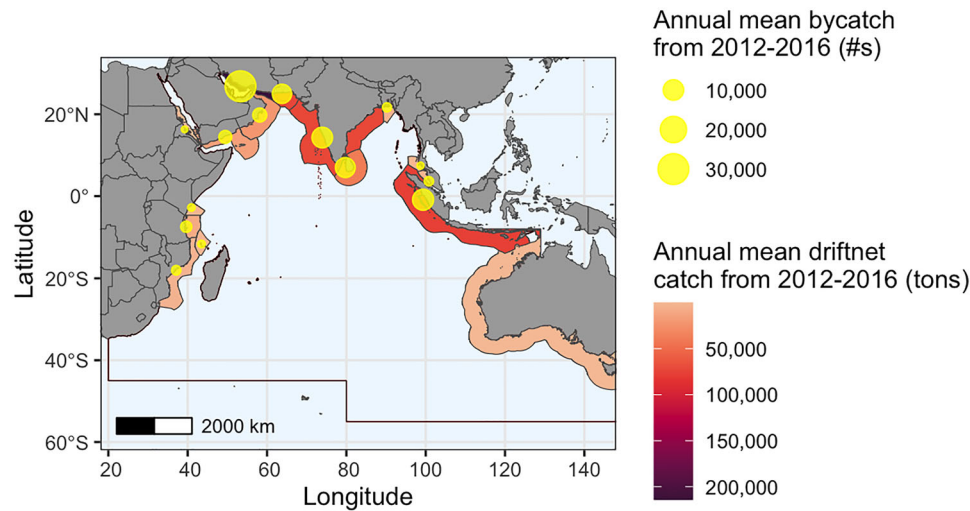 Annual mean bycatch
from 2012-2016 (#s)
10,000
20,000
30,000
Annual mean driftnet
catch from 2012-2016 (tons)
50,000
100,000
150,000
200,000
Latitude
20°N
0°
20°S
40°S
60°S
2000 km
20 40 60 80 100 120 140
Longitude